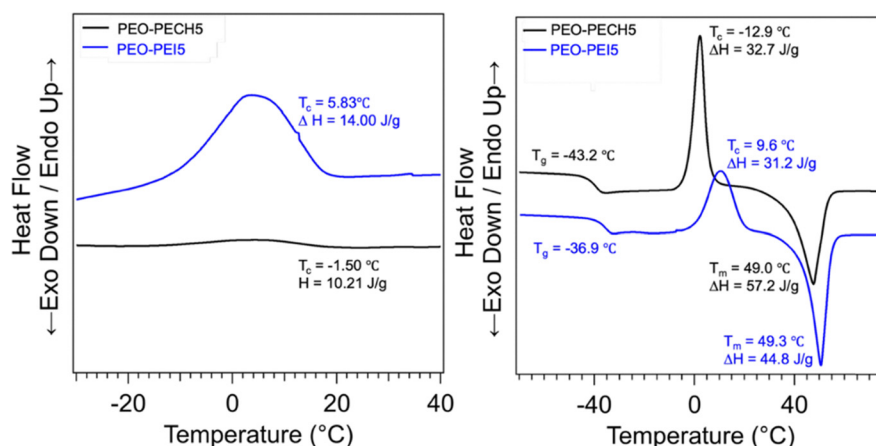 PEO-PECH5
PEO-PEI5
Tc = 5.83℃
Δ H = 14.00 J/g
Tc = -1.50 ℃
H = 10.21 J/g
Heat Flow
←Exo Down / Endo Up→
-20
0
20
40
Temperature (°C)
PEO-PECH5
PEO-PEI5
Tc = -12.9 ℃
ΔH = 32.7 J/g
Tg = -43.2 ℃
Tc = 9.6 ℃
ΔH = 31.2 J/g
Tg = -36.9 ℃
Tm = 49.0 ℃
ΔH = 57.2 J/g
Tm = 49.3 ℃
ΔH = 44.8 J/g
Heat Flow
←Exo Down / Endo Up→
-40
0
40
Temperature (°C)